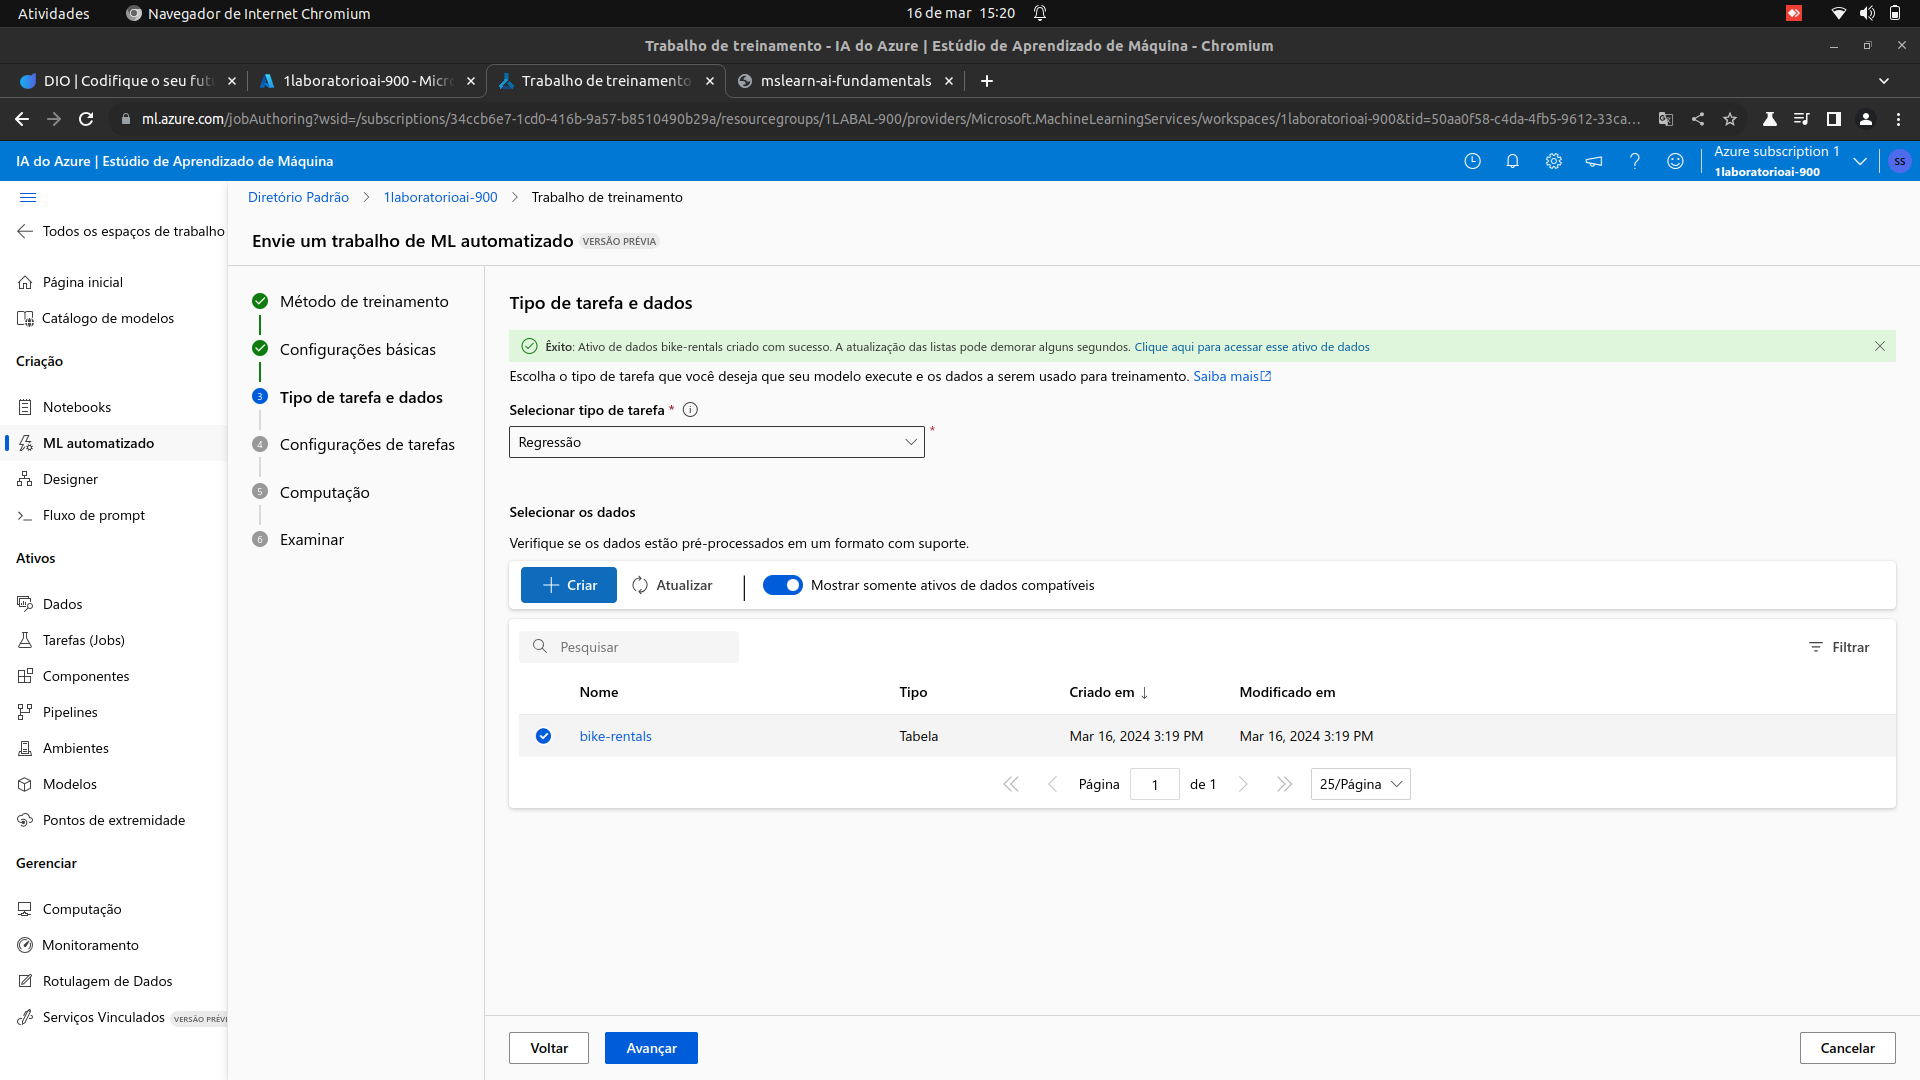 Atividades
Navegador de Internet Chromium
16 de mar 15:20
Trabalho de treinamento - IA do Azure | Estúdio de Aprendizado de Máquina - Chromium
DIO | Codifique o seu fut
1laboratorioai-900 - Micro
Trabalho de treinamento
mslearn-ai-fundamentals
ml.azure.com/jobAuthoring?wsid=/subscriptions/34ccb6e7-1cd0-416b-9a57-b8510490b29a/resourcegroups/1LABAL-900/providers/Microsoft.MachineLearningServices/workspaces/1laboratorioai-900&tid=50aa0f58-c4da-4fb5-9612-33ca...
IA do Azure | Estúdio de Aprendizado de Máquina
Azure subscription 1
1laboratorioai-900
SS
Todos os espaços de trabalho
Página inicial
Catálogo de modelos
Criação
Notebooks
ML automatizado
Designer
Fluxo de prompt
Ativos
Dados
Tarefas (Jobs)
Componentes
Pipelines
Ambientes
Modelos
Pontos de extremidade
Gerenciar
Computação
Monitoramento
Rotulagem de Dados
Serviços Vinculados VERSÃO PRÉVI
Diretório Padrão > 1laboratorioai-900 > Trabalho de treinamento
Envie um trabalho de ML automatizado VERSÃO PRÉVIA
Método de treinamento
Configurações básicas
3 Tipo de tarefa e dados
4 Configurações de tarefas
5 Computação
6 Examinar
Tipo de tarefa e dados
Êxito: Ativo de dados bike-rentals criado com sucesso. A atualização das listas pode demorar alguns segundos. Clique aqui para acessar esse ativo de dados
Escolha o tipo de tarefa que você deseja que seu modelo execute e os dados a serem usado para treinamento. Saiba mais
Selecionar tipo de tarefa *
Regressão *
Selecionar os dados
Verifique se os dados estão pré-processados em um formato com suporte.
Criar
Atualizar
Mostrar somente ativos de dados compatíveis
Pesquisar
Filtrar
Nome Tipo Criado em ↓ Modificado em
bike-rentals Tabela Mar 16, 2024 3:19 PM Mar 16, 2024 3:19 PM
Página 1 de 1 25/Página
Voltar
Avançar
Cancelar